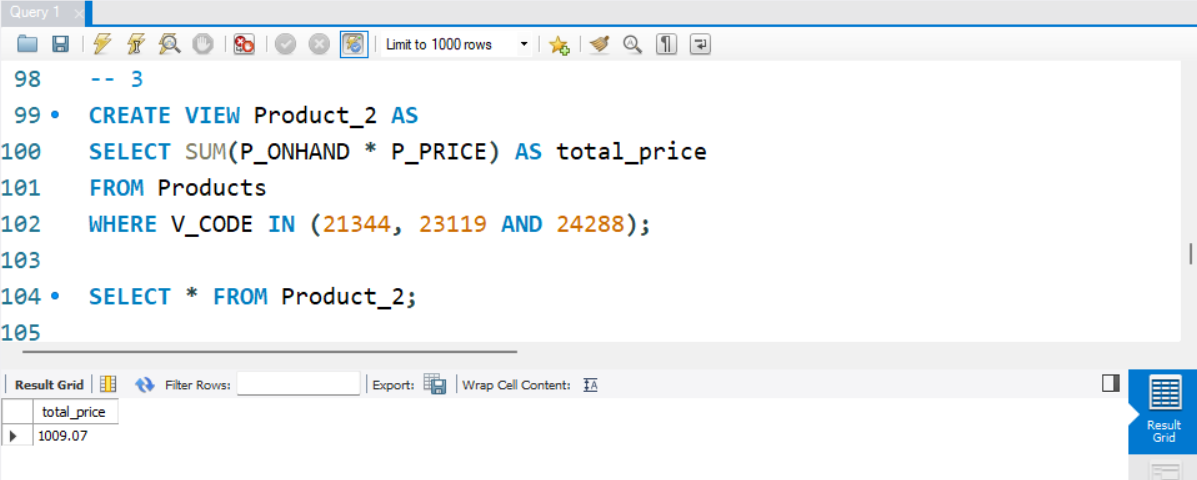 Query 1
Limit to 1000 rows
98 -- 3
99 CREATE VIEW Product_2 AS
100 SELECT SUM(P_ONHAND * P_PRICE) AS total_price
101 FROM Products
102 WHERE V_CODE IN (21344, 23119 AND 24288);
103
104 SELECT * FROM Product_2;
105
Result Grid Filter Rows: Export: Wrap Cell Content: IA
total_price
1009.07
Result
Grid